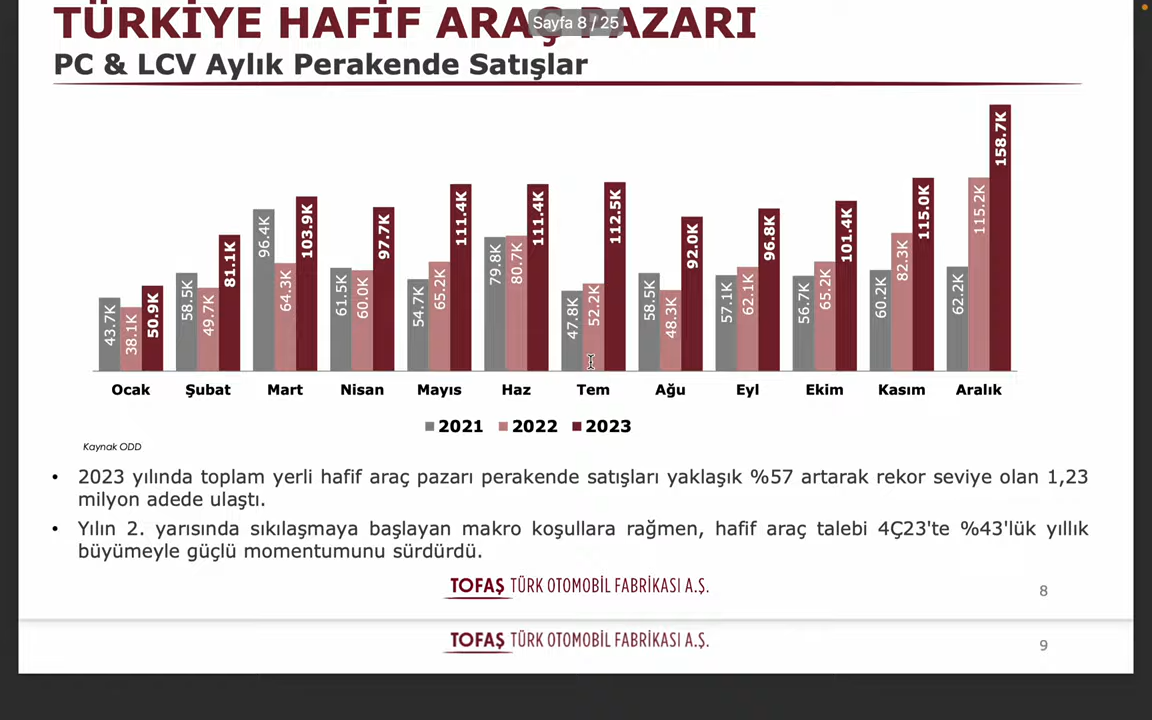 TÜRKİYE HAFİF ARAÇ PAZARI
Sayfa 8 / 25
PC & LCV Aylık Perakende Satışlar
43.7K 38.1K 50.9K
58.5K 49.7K 81.1K
96.4K 64.3K 103.9K
61.5K 60.0K 97.7K
54.7K 65.2K 111.4K
79.8K 80.7K 111.4K
47.8K 52.2K 112.5K
58.5K 48.3K 92.0K
57.1K 62.1K 96.8K
56.7K 65.2K 101.4K
60.2K 82.3K 115.0K
62.2K 115.2K 158.7K
Ocak Şubat Mart Nisan Mayıs Haz Tem Ağu Eyl Ekim Kasım Aralık
2021 2022 2023
Kaynak ODD
• 2023 yılında toplam yerli hafif araç pazarı perakende satışları yaklaşık %57 artarak rekor seviye olan 1,23
milyon adede ulaştı.
• Yılın 2. yarısında sıkılaşmaya başlayan makro koşullara rağmen, hafif araç talebi 4Ç23'te %43'lük yıllık
büyümeyle güçlü momentumunu sürdürdü.
TOFAŞ TÜRK OTOMOBİL FABRİKASI A.Ş.
8
TOFAŞ TÜRK OTOMOBİL FABRİKASI A.Ş.
9